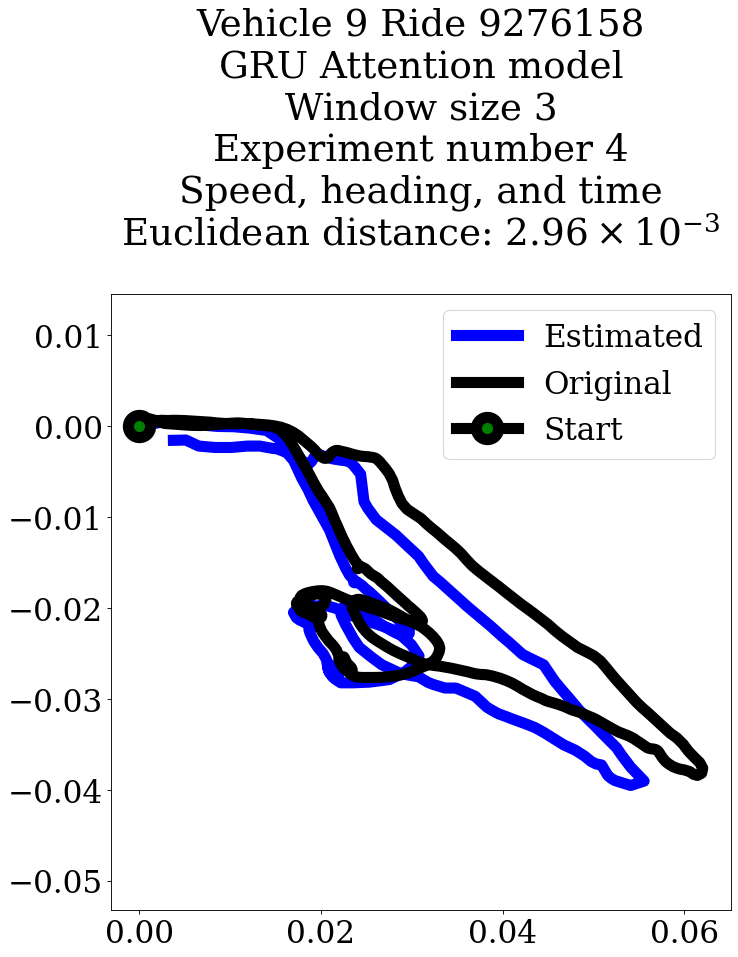 Vehicle 9 Ride 9276158
GRU Attention model
Window size 3
Experiment number 4
Speed, heading, and time
Euclidean distance: 2.96 × 10⁻³
Estimated
Original
Start
0.01
0.00
−0.01
−0.02
−0.03
−0.04
−0.05
0.00 0.02 0.04 0.06